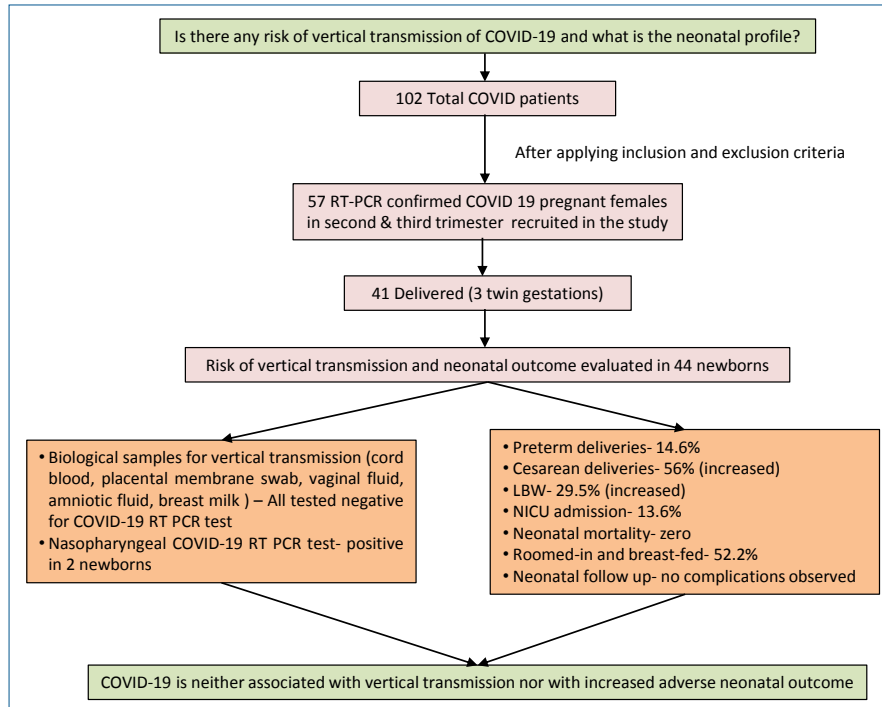 Is there any risk of vertical transmission of COVID-19 and what is the neonatal profile?
102 Total COVID patients
After applying inclusion and exclusion criteria
57 RT-PCR confirmed COVID 19 pregnant females
in second & third trimester recruited in the study
41 Delivered (3 twin gestations)
Risk of vertical transmission and neonatal outcome evaluated in 44 newborns
• Biological samples for vertical transmission (cord
blood, placental membrane swab, vaginal fluid,
amniotic fluid, breast milk ) – All tested negative
for COVID-19 RT PCR test
• Nasopharyngeal COVID-19 RT PCR test- positive
in 2 newborns
• Preterm deliveries- 14.6%
• Cesarean deliveries- 56% (increased)
• LBW- 29.5% (increased)
• NICU admission- 13.6%
• Neonatal mortality- zero
• Roomed-in and breast-fed- 52.2%
• Neonatal follow up- no complications observed
COVID-19 is neither associated with vertical transmission nor with increased adverse neonatal outcome